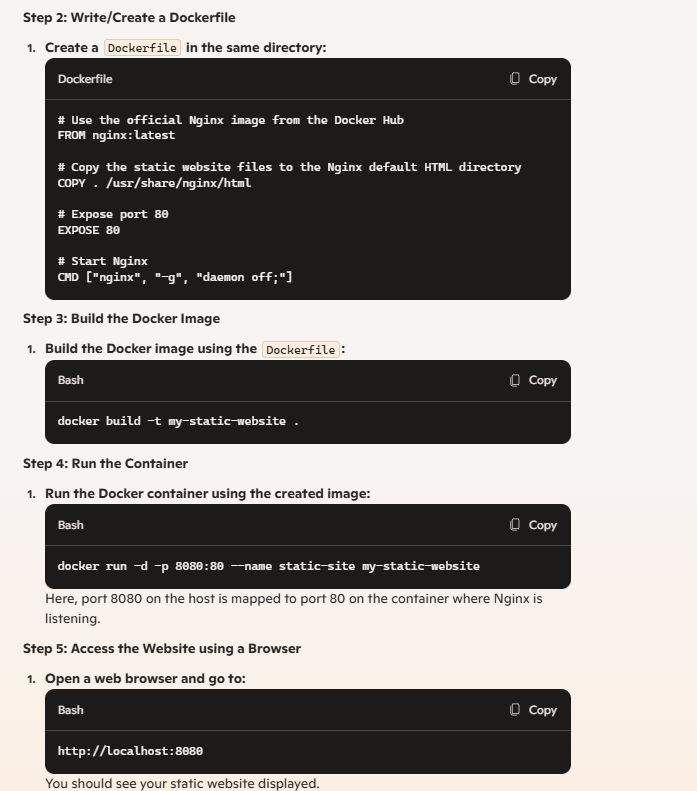 Step 2: Write/Create a Dockerfile
1. Create a Dockerfile in the same directory:
Dockerfile Copy
# Use the official Nginx image from the Docker Hub
FROM nginx:latest
# Copy the static website files to the Nginx default HTML directory
COPY . /usr/share/nginx/html
# Expose port 80
EXPOSE 80
# Start Nginx
CMD ["nginx", "-g", "daemon off;"]
Step 3: Build the Docker Image
1. Build the Docker image using the Dockerfile:
Bash Copy
docker build -t my-static-website .
Step 4: Run the Container
1. Run the Docker container using the created image:
Bash Copy
docker run -d -p 8080:80 --name static-site my-static-website
Here, port 8080 on the host is mapped to port 80 on the container where Nginx is
listening.
Step 5: Access the Website using a Browser
1. Open a web browser and go to:
Bash Copy
http://localhost:8080
You should see your static website displayed.